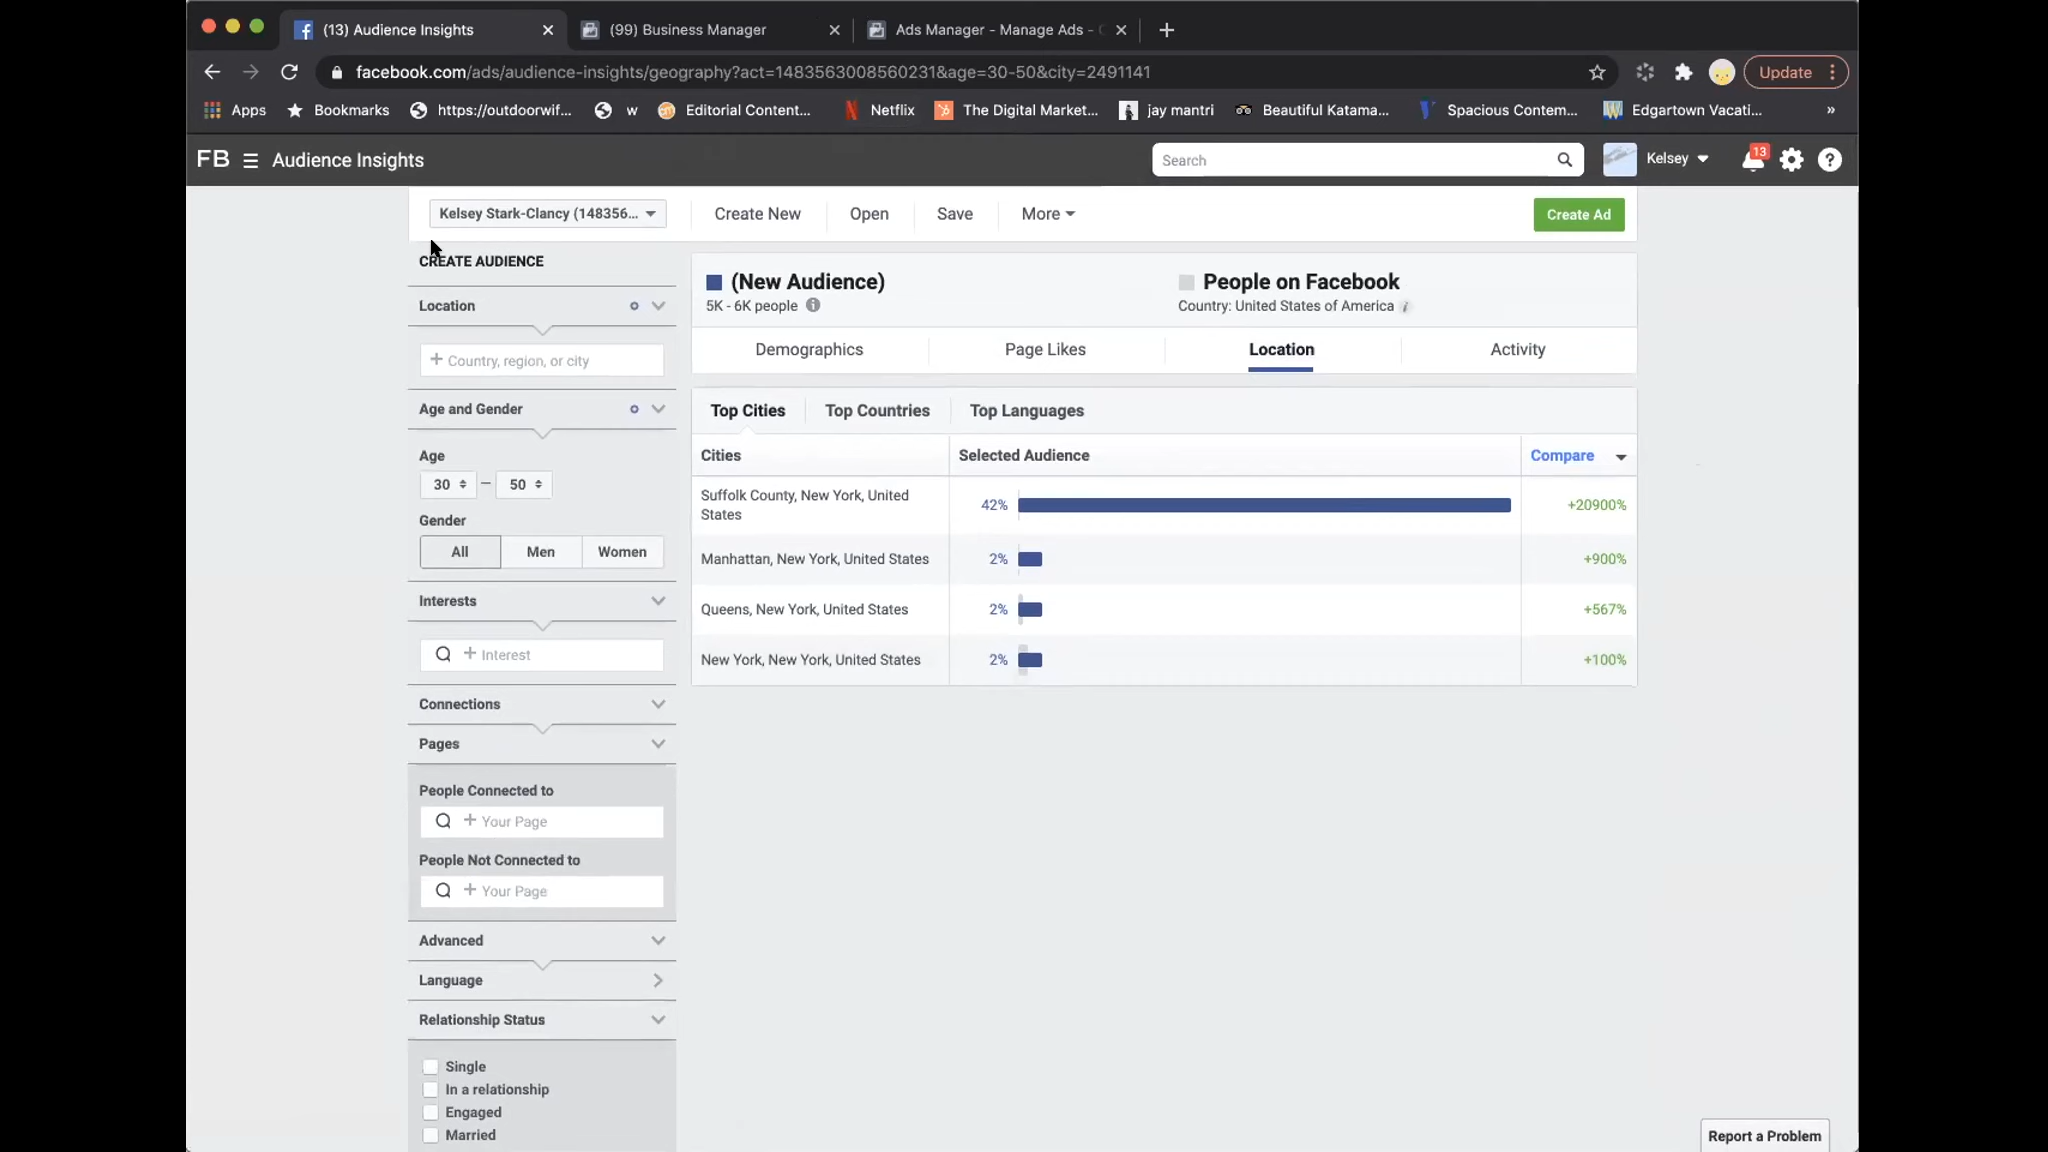 (13) Audience Insights
(99) Business Manager
Ads Manager - Manage Ads -
facebook.com/ads/audience-insights/geography?act=1483563008560231&age=30-50&city=2491141
Update
Apps
Bookmarks
https://outdoorwif...
w
Editorial Content...
Netflix
The Digital Market...
jay mantri
Beautiful Katama...
Spacious Contem...
Edgartown Vacati...
»
FB
Audience Insights
Search
Kelsey
13
Kelsey Stark-Clancy (148356...
Create New
Open
Save
More
Create Ad
CREATE AUDIENCE
Location
+ Country, region, or city
Age and Gender
Age
30 – 50
Gender
All
Men
Women
Interests
+ Interest
Connections
Pages
People Connected to
+ Your Page
People Not Connected to
+ Your Page
Advanced
Language
Relationship Status
Single
In a relationship
Engaged
Married
(New Audience)
5K - 6K people
People on Facebook
Country: United States of America
Demographics
Page Likes
Location
Activity
Top Cities
Top Countries
Top Languages
Cities
Selected Audience
Compare
Suffolk County, New York, United
States
42%
+20900%
Manhattan, New York, United States
2%
+900%
Queens, New York, United States
2%
+567%
New York, New York, United States
2%
+100%
Report a Problem